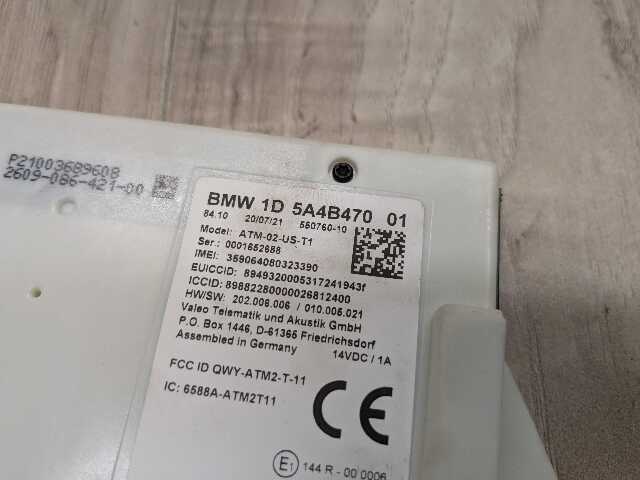 P21003689608
2609-086-421-00
BMW 1D 5A4B470 01
84.10 20/07/21 550760-10
Model: ATM-02-US-T1
Ser.: 0001652688
IMEI: 359064080323390
EUICCID: 8949320005317241943f
ICCID: 89882280000026812400
HW/SW: 202.006.006 / 010.005.021
Valeo Telematik und Akustik GmbH
P.O. Box 1446, D-61365 Friedrichsdorf
Assembled in Germany 14VDC / 1A
FCC ID QWY-ATM2-T-11
IC: 6588A-ATM2T11
CE
E1 144 R - 00 0006